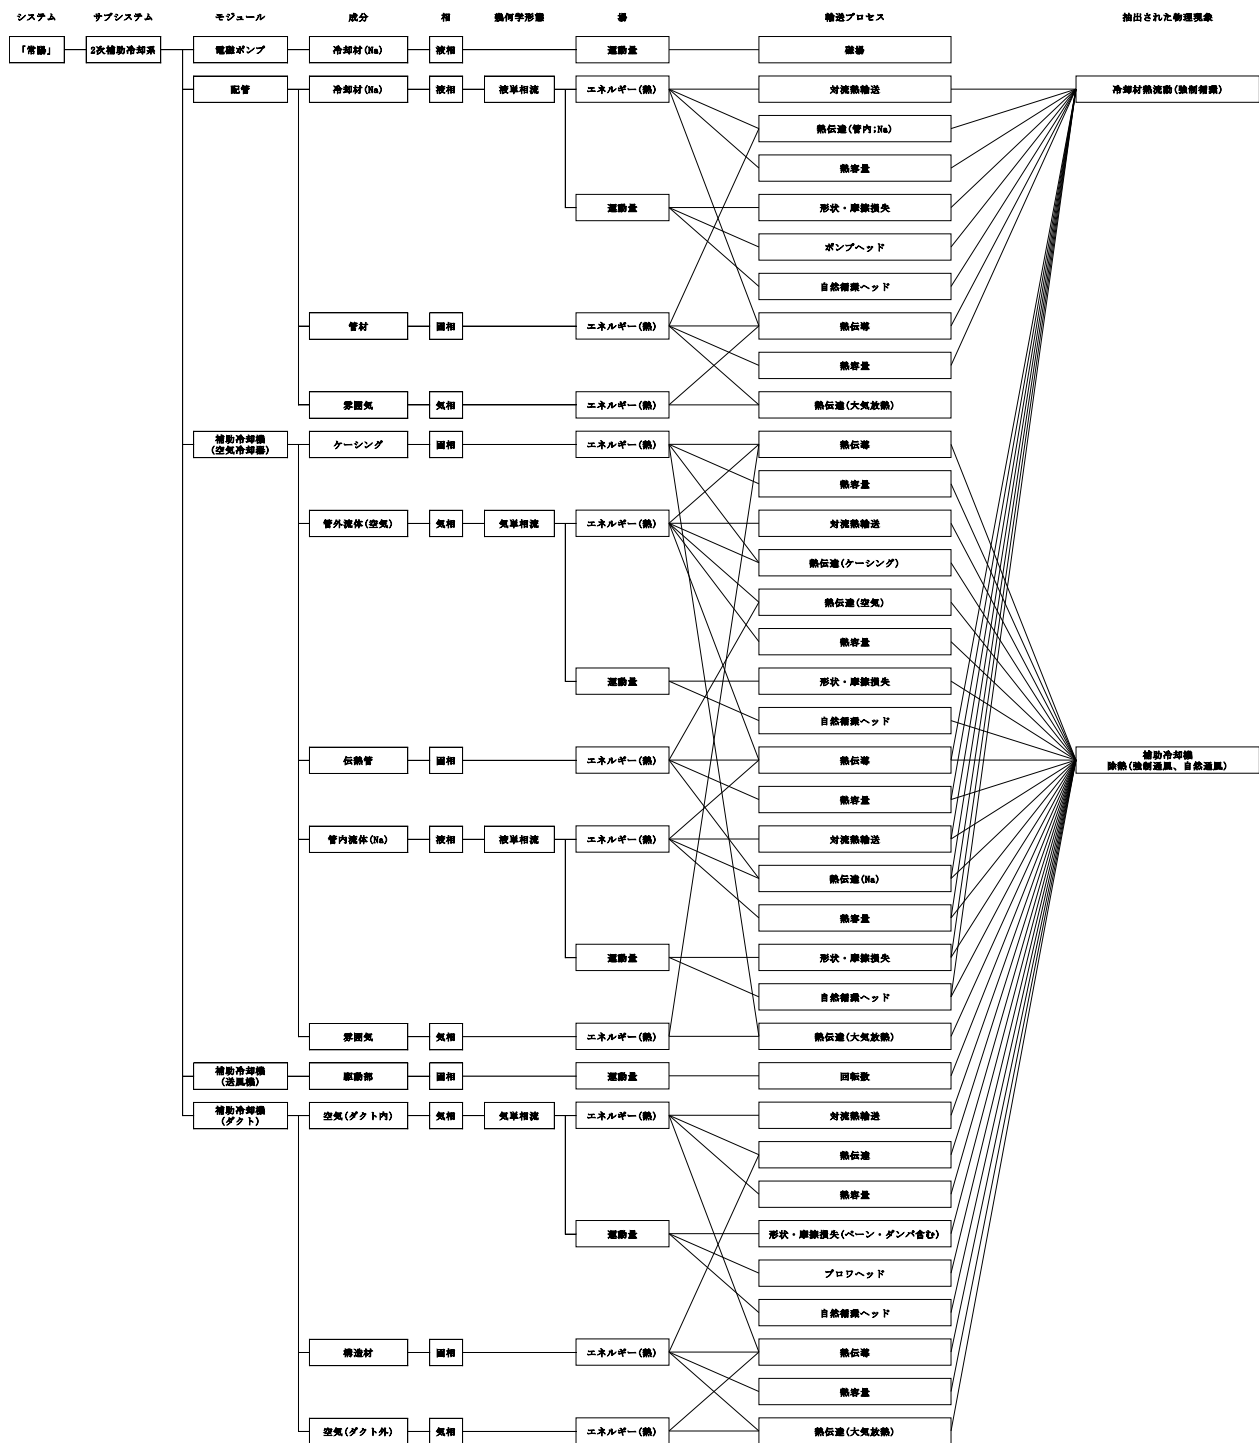 システム サブシステム モジュール 成分 相 幾何学形態 場 輸送プロセス 抽出された物理現象
「常陽」 2次補助冷却系 電磁ポンプ 冷却材(Na) 液相 運動量 磁場
配管 冷却材(Na) 液相 液単相流 エネルギー(熱) 対流熱輸送 冷却材熱流動(強制循環)
熱伝達(管内;Na)
熱容量
運動量 形状・摩擦損失
ポンプヘッド
自然循環ヘッド
管材 固相 エネルギー(熱) 熱伝導
熱容量
雰囲気 気相 エネルギー(熱) 熱伝達(大気放熱)
補助冷却機
(空気冷却器)
ケーシング 固相 エネルギー(熱) 熱伝導
熱容量
管外流体(空気) 気相 気単相流 エネルギー(熱) 対流熱輸送
熱伝達(ケーシング)
熱伝達(空気)
熱容量
運動量 形状・摩擦損失
自然循環ヘッド
伝熱管 固相 エネルギー(熱) 熱伝導
補助冷却機
除熱(強制通風、自然通風)
熱容量
管内流体(Na) 液相 液単相流 エネルギー(熱) 対流熱輸送
熱伝達(Na)
熱容量
運動量 形状・摩擦損失
自然循環ヘッド
雰囲気 気相 エネルギー(熱) 熱伝達(大気放熱)
補助冷却機
(送風機)
駆動部 固相 運動量 回転数
補助冷却機
(ダクト)
空気(ダクト内) 気相 気単相流 エネルギー(熱) 対流熱輸送
熱伝達
熱容量
運動量 形状・摩擦損失(ベーン・ダンパ含む)
ブロワヘッド
自然循環ヘッド
構造材 固相 エネルギー(熱) 熱伝導
熱容量
空気(ダクト外) 気相 エネルギー(熱) 熱伝達(大気放熱)